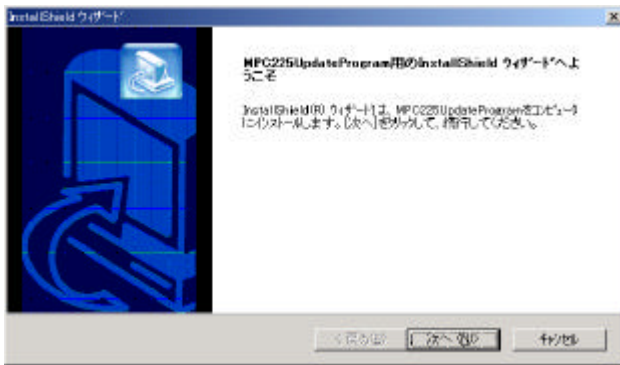 InstallShield ウィザード
MPC225UpdateProgram用のInstallShield ウィザードへよ
うこそ
InstallShield(R) ウィザードは、MPC225UpdateProgramをコンピュータ
にインストールします。[次へ]をクリックして、続行してください。
< 戻る(B)
次へ(N)>
キャンセル